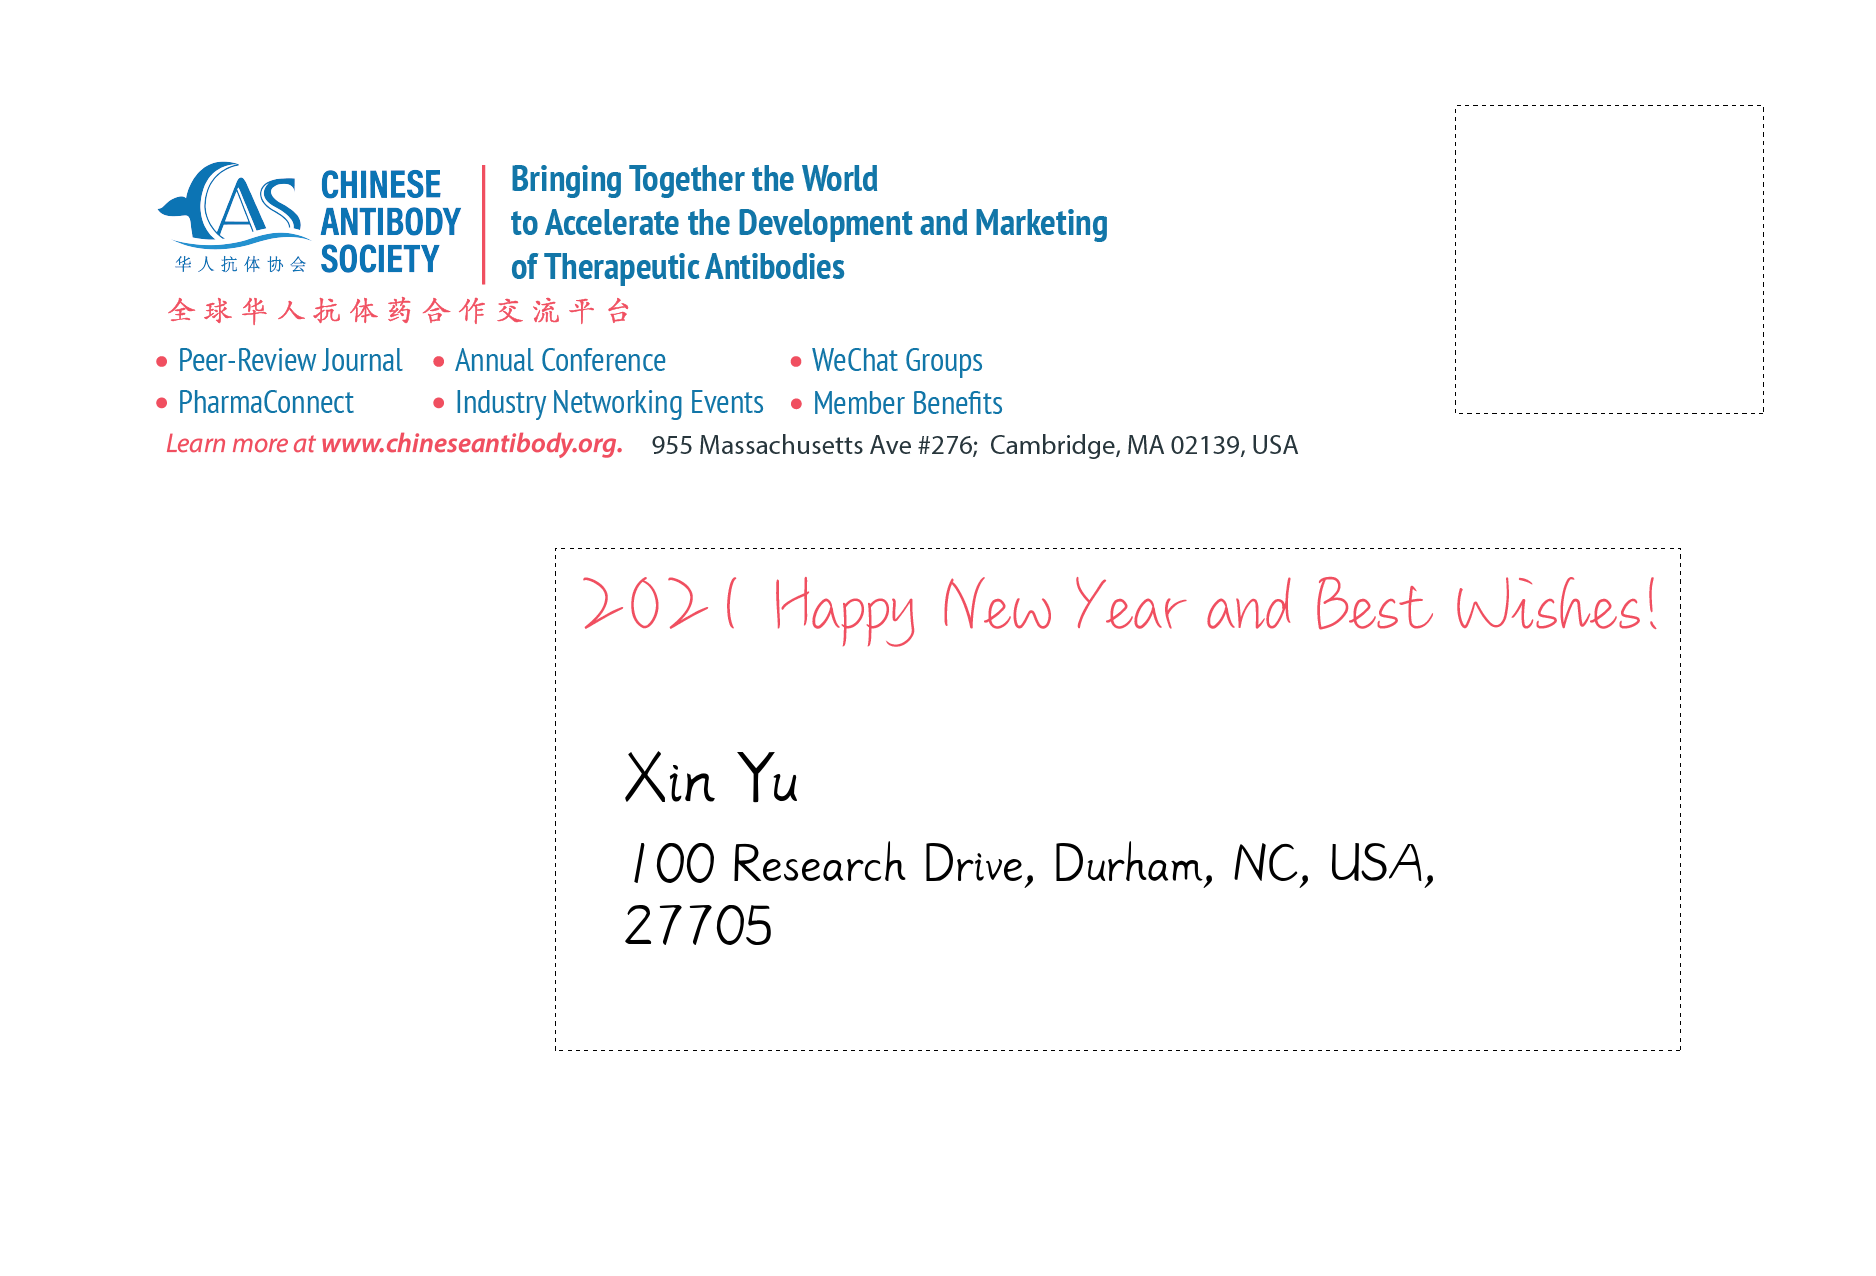 CAS
华人抗体协会
CHINESE
ANTIBODY
SOCIETY
Bringing Together the World
to Accelerate the Development and Marketing
of Therapeutic Antibodies
全球华人抗体药合作交流平台
• Peer-Review Journal • Annual Conference • WeChat Groups
• PharmaConnect • Industry Networking Events • Member Benefits
Learn more at www.chineseantibody.org. 955 Massachusetts Ave #276; Cambridge, MA 02139, USA
2021 Happy New Year and Best Wishes!
Xin Yu
100 Research Drive, Durham, NC, USA,
27705